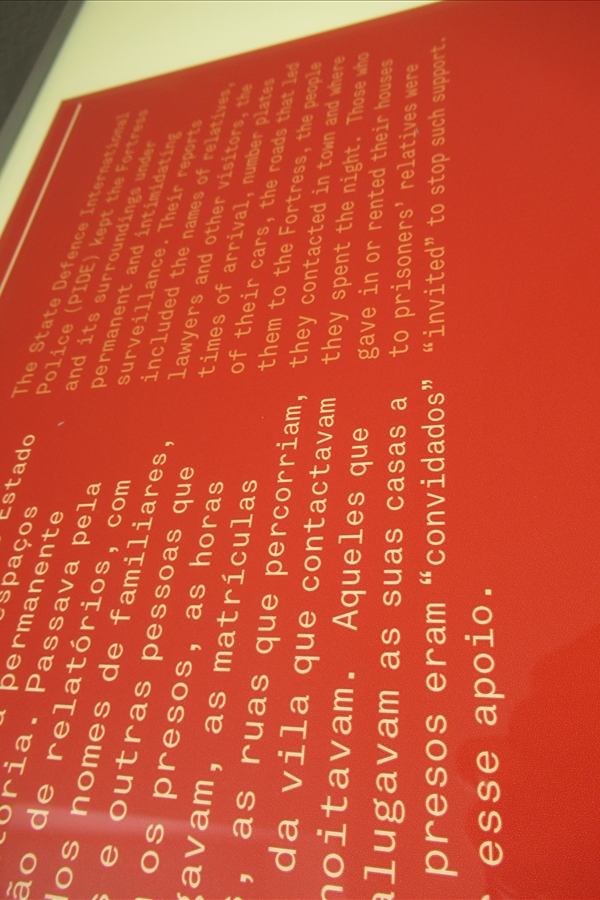 Estado
espaços
permanente
tória. Passava pela
ão de relatórios, com
dos nomes de familiares,
s e outras pessoas que
os presos, as horas
gavam, as matrículas
s, as ruas que percorriam,
da vila que contactavam
noitavam. Aqueles que
alugavam as suas casas a
presos eram “convidados”
esse apoio.
The State Defence International
Police (PIDE) kept the Fortress
and its surroundings under
permanent and intimidating
surveillance. Their reports
included the names of relatives,
lawyers and other visitors, the
times of arrival, number plates
of their cars, the roads that led
them to the Fortress, the people
they contacted in town and where
they spent the night. Those who
gave in or rented their houses
to prisoners’ relatives were
“invited” to stop such support.